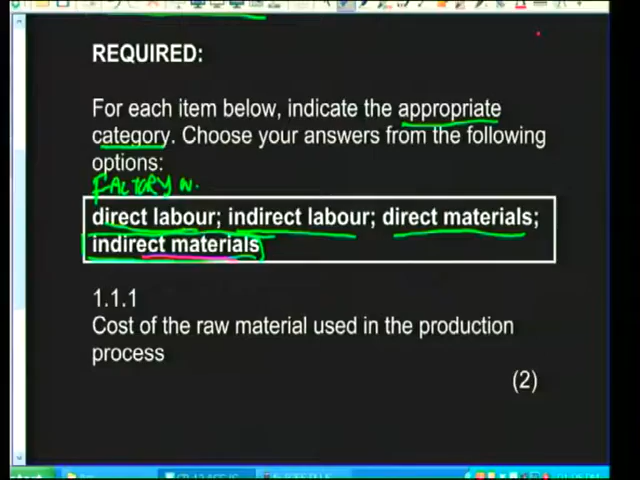 REQUIRED:
For each item below, indicate the appropriate
category. Choose your answers from the following
options:
FACTORY W.
direct labour; indirect labour; direct materials;
indirect materials
1.1.1
Cost of the raw material used in the production
process
(2)